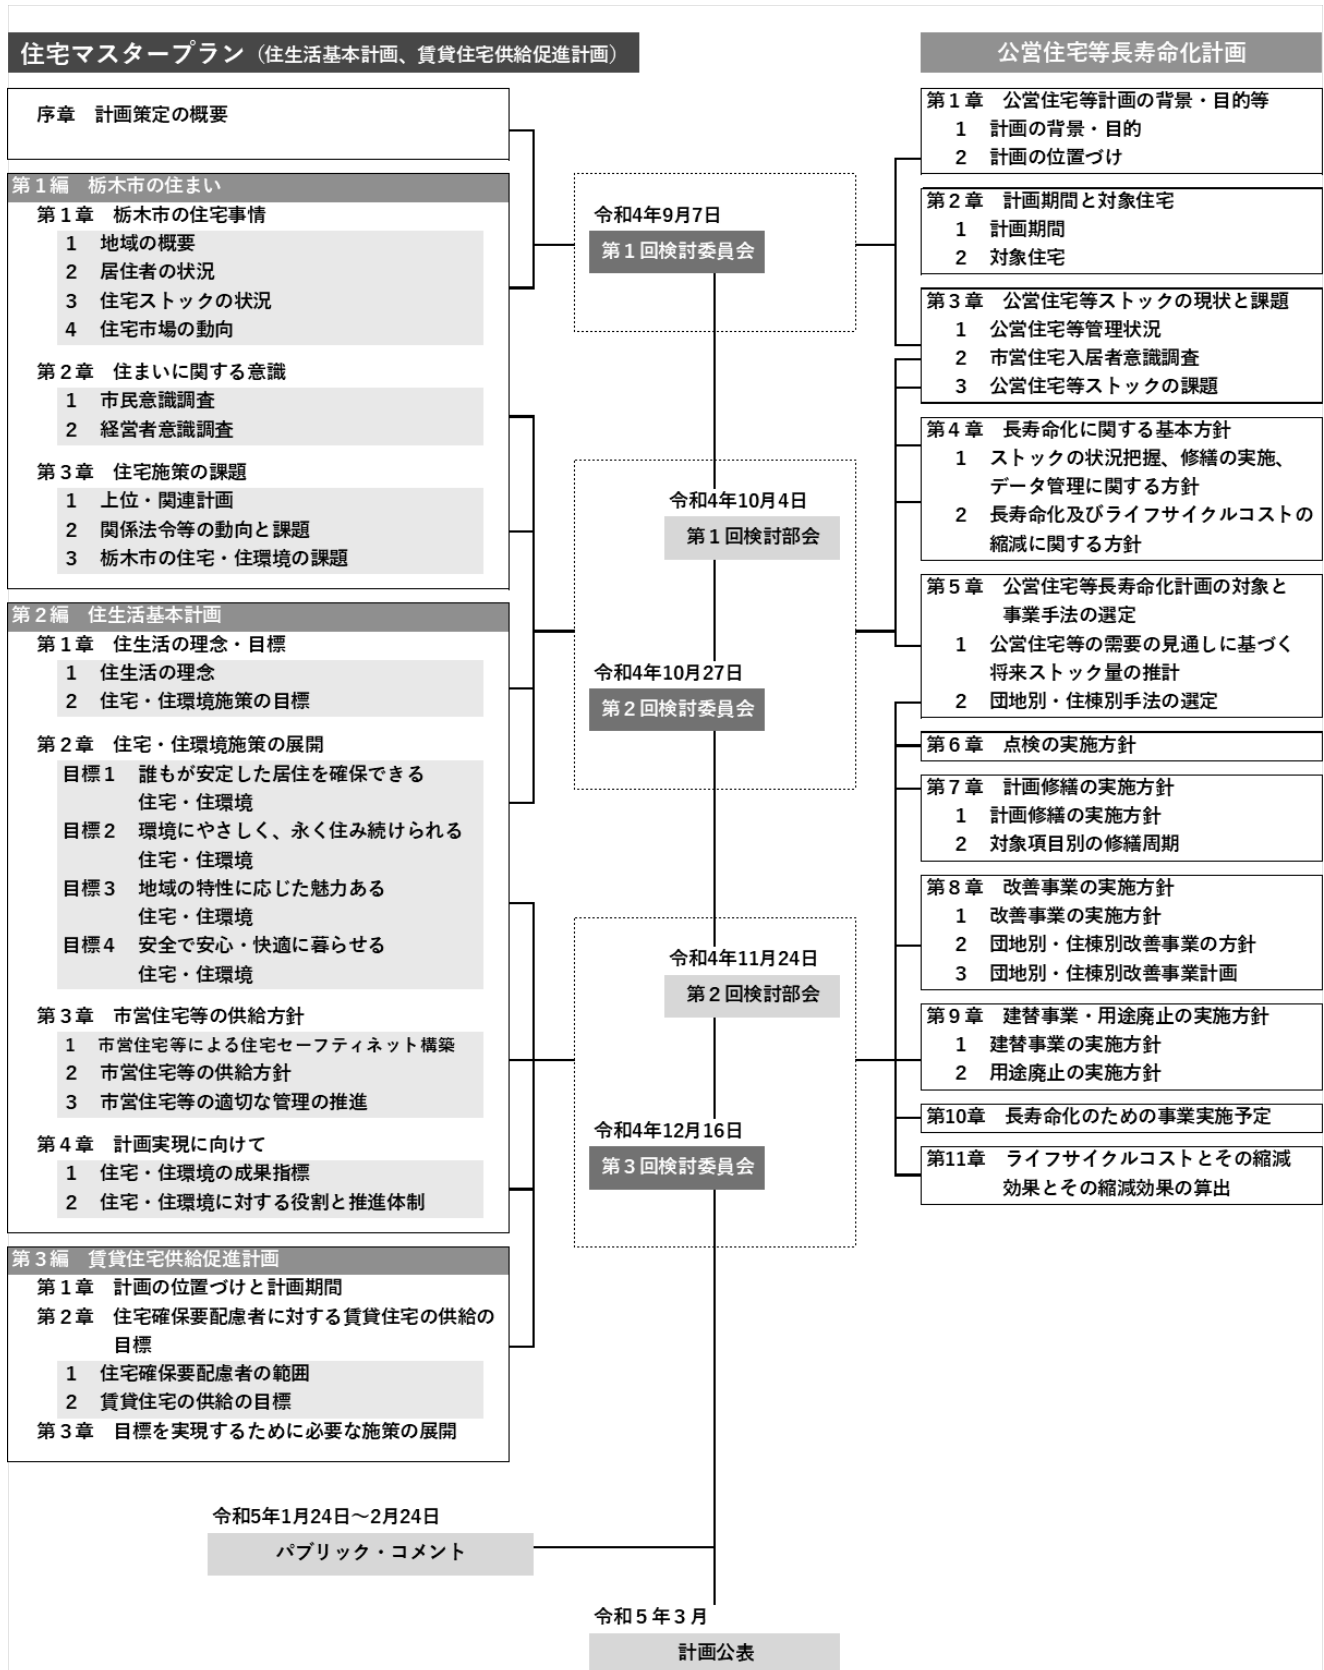 住宅マスタープラン（住生活基本計画、賃貸住宅供給促進計画）
序章　計画策定の概要
第１編　栃木市の住まい
第１章　栃木市の住宅事情
1　地域の概要
2　居住者の状況
3　住宅ストックの状況
4　住宅市場の動向
第２章　住まいに関する意識
1　市民意識調査
2　経営者意識調査
第３章　住宅施策の課題
1　上位・関連計画
2　関係法令等の動向と課題
3　栃木市の住宅・住環境の課題
第２編　住生活基本計画
第１章　住生活の理念・目標
1　住生活の理念
2　住宅・住環境施策の目標
第２章　住宅・住環境施策の展開
目標１　誰もが安定した居住を確保できる
住宅・住環境
目標２　環境にやさしく、永く住み続けられる
住宅・住環境
目標３　地域の特性に応じた魅力ある
住宅・住環境
目標４　安全で安心・快適に暮らせる
住宅・住環境
第３章　市営住宅等の供給方針
1　市営住宅等による住宅セーフティネット構築
2　市営住宅等の供給方針
3　市営住宅等の適切な管理の推進
第４章　計画実現に向けて
1　住宅・住環境の成果指標
2　住宅・住環境に対する役割と推進体制
第３編　賃貸住宅供給促進計画
第１章　計画の位置づけと計画期間
第２章　住宅確保要配慮者に対する賃貸住宅の供給の
目標
1　住宅確保要配慮者の範囲
2　賃貸住宅の供給の目標
第３章　目標を実現するために必要な施策の展開
令和4年9月7日
第１回検討委員会
令和4年10月4日
第１回検討部会
令和4年10月27日
第２回検討委員会
令和4年11月24日
第２回検討部会
令和4年12月16日
第３回検討委員会
令和5年1月24日～2月24日
パブリック・コメント
令和５年３月
計画公表
公営住宅等長寿命化計画
第１章　公営住宅等計画の背景・目的等
1　計画の背景・目的
2　計画の位置づけ
第２章　計画期間と対象住宅
1　計画期間
2　対象住宅
第３章　公営住宅等ストックの現状と課題
1　公営住宅等管理状況
2　市営住宅入居者意識調査
3　公営住宅等ストックの課題
第４章　長寿命化に関する基本方針
1　ストックの状況把握、修繕の実施、
データ管理に関する方針
2　長寿命化及びライフサイクルコストの
縮減に関する方針
第５章　公営住宅等長寿命化計画の対象と
事業手法の選定
1　公営住宅等の需要の見通しに基づく
将来ストック量の推計
2　団地別・住棟別手法の選定
第６章　点検の実施方針
第７章　計画修繕の実施方針
1　計画修繕の実施方針
2　対象項目別の修繕周期
第８章　改善事業の実施方針
1　改善事業の実施方針
2　団地別・住棟別改善事業の方針
3　団地別・住棟別改善事業計画
第９章　建替事業・用途廃止の実施方針
1　建替事業の実施方針
2　用途廃止の実施方針
第10章　長寿命化のための事業実施予定
第11章　ライフサイクルコストとその縮減
効果とその縮減効果の算出